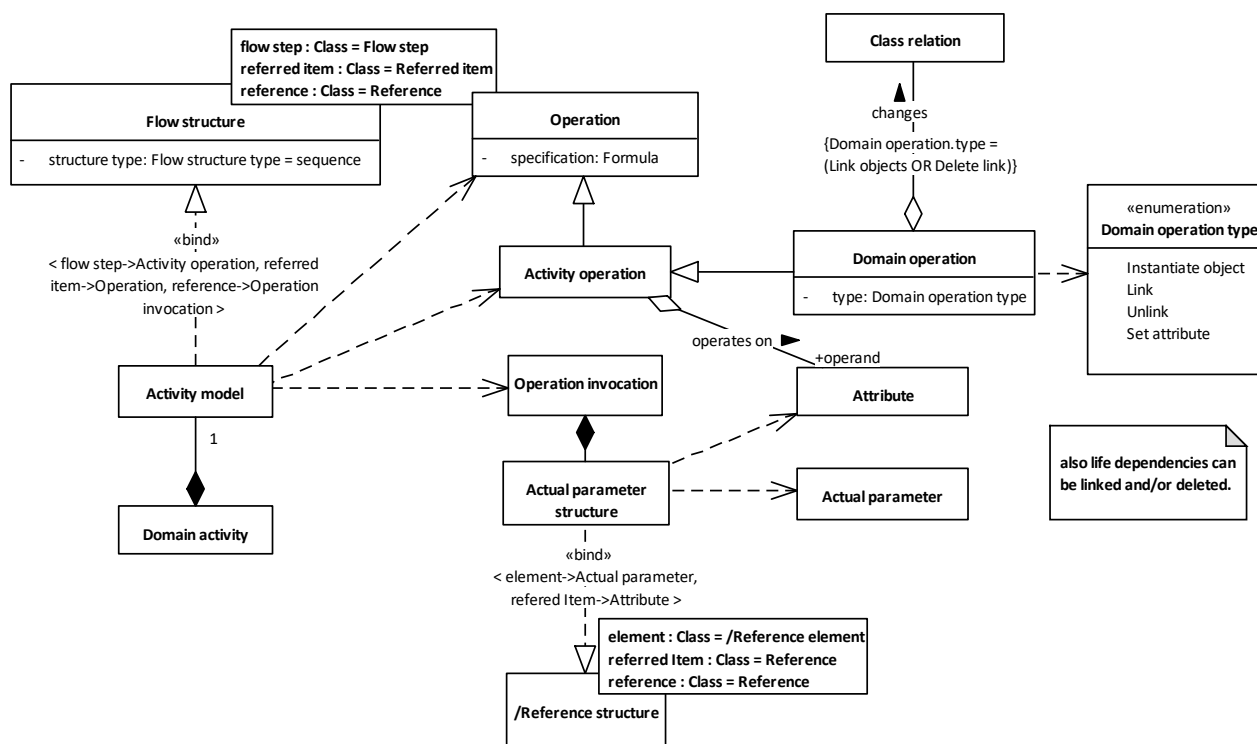 Class relation
flow step : Class = Flow step
referred item : Class = Referred item
reference : Class = Reference
Flow structure
- structure type: Flow structure type = sequence
Operation
- specification: Formula
changes
{Domain operation.type =
(Link objects OR Delete link)}
«enumeration»
Domain operation type
Instantiate object
Link
Unlink
Set attribute
«bind»
< flow step->Activity operation, referred
item->Operation, reference->Operation
invocation >
Activity operation
Domain operation
- type: Domain operation type
operates on
+operand
Activity model
1
Operation invocation
Attribute
Actual parameter
structure
Actual parameter
also life dependencies can
be linked and/or deleted.
Domain activity
«bind»
< element->Actual parameter,
refered Item->Attribute >
element : Class = /Reference element
referred Item : Class = Reference
reference : Class = Reference
/Reference structure